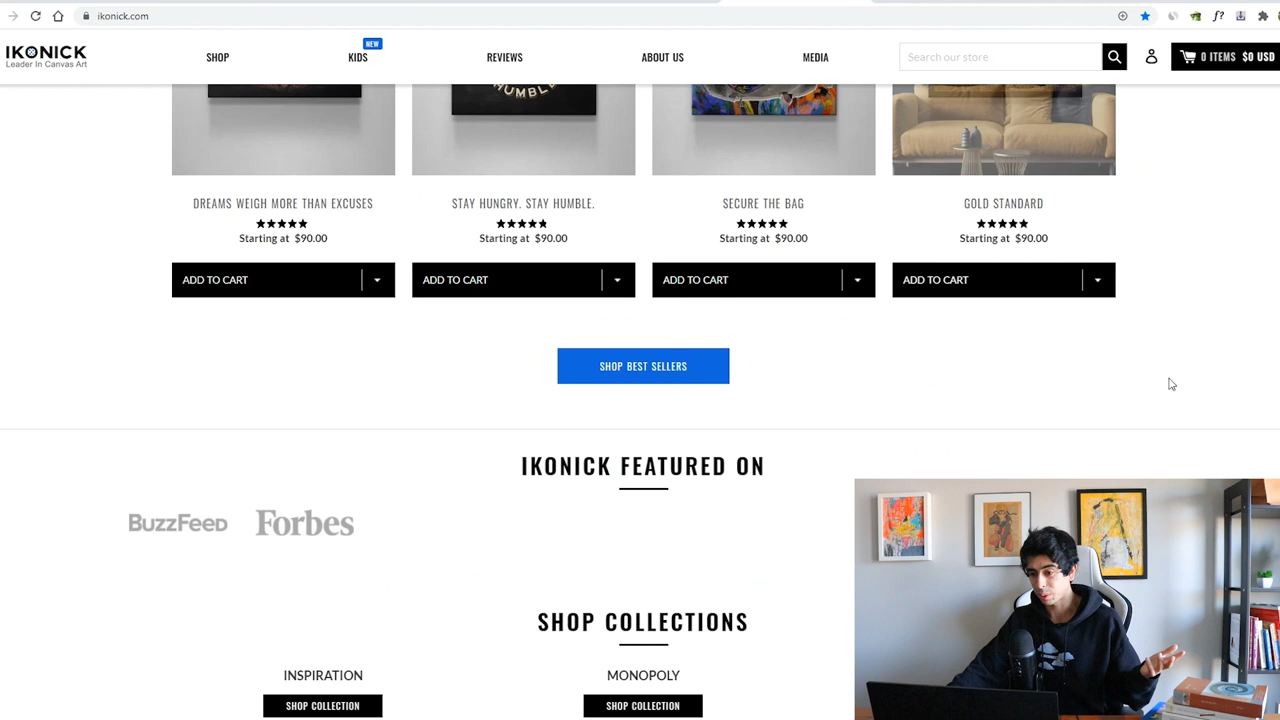 ikonick.com
f?
IKONICK
Leader In Canvas Art
SHOP
KIDS
NEW
REVIEWS
ABOUT US
MEDIA
Search our store
0 ITEMS $0 USD
HUMBLE
DREAMS WEIGH MORE THAN EXCUSES
Starting at $90.00
ADD TO CART
STAY HUNGRY. STAY HUMBLE.
Starting at $90.00
ADD TO CART
SECURE THE BAG
Starting at $90.00
ADD TO CART
GOLD STANDARD
Starting at $90.00
ADD TO CART
SHOP BEST SELLERS
IKONICK FEATURED ON
BuzzFeed
Forbes
SHOP COLLECTIONS
INSPIRATION
SHOP COLLECTION
MONOPOLY
SHOP COLLECTION